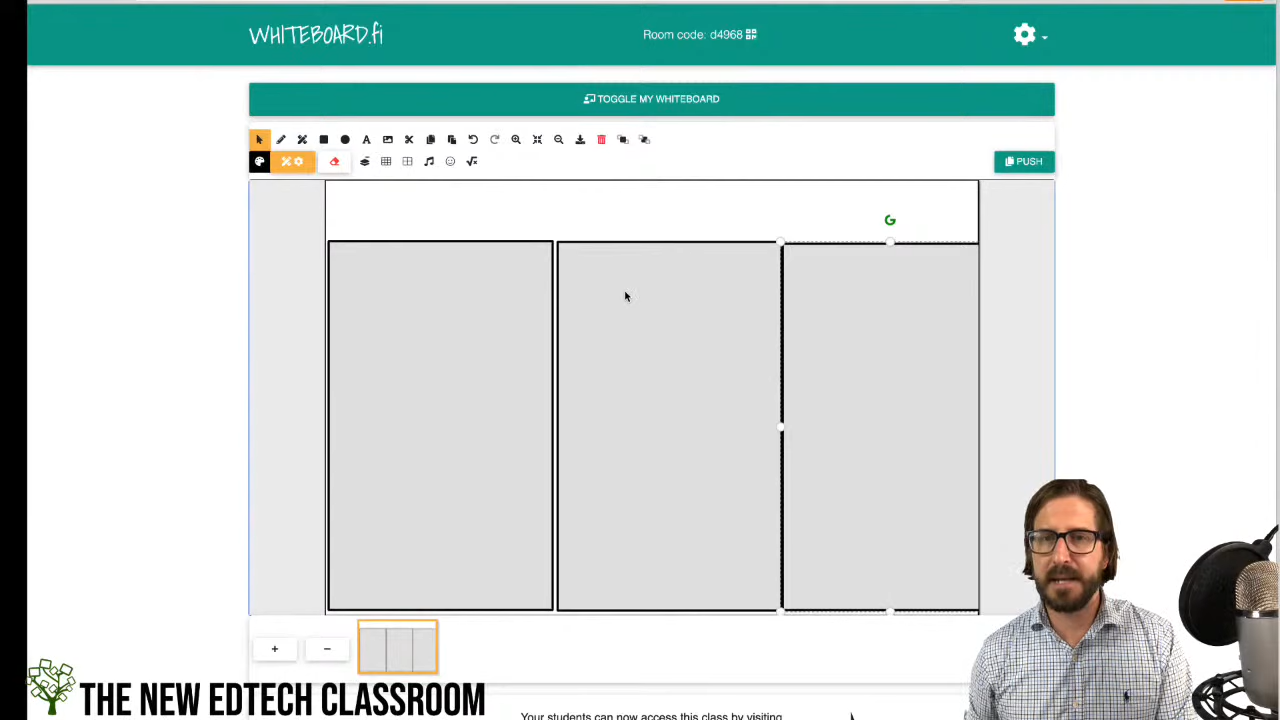 WHITEBOARD.fi
Room code: d4968
TOGGLE MY WHITEBOARD
A
PUSH
+
−
THE NEW EDTECH CLASSROOM
Your students can now access this class by visiting